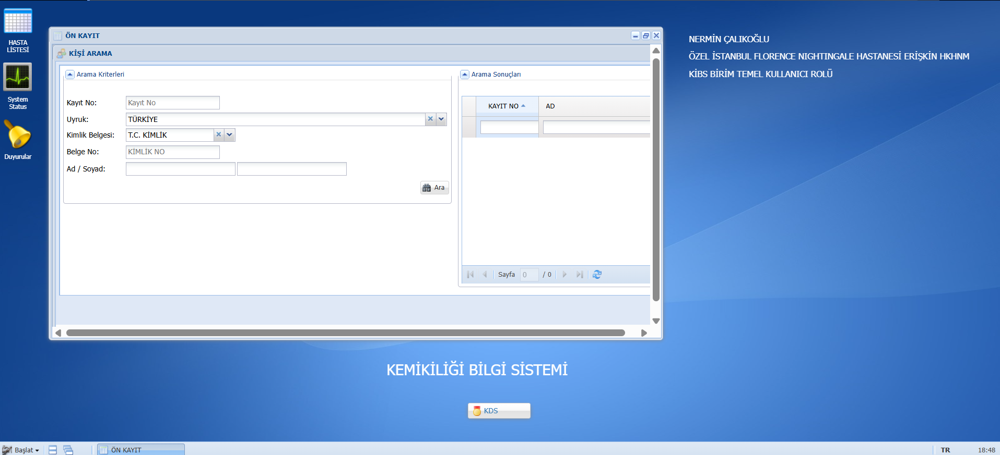 HASTA
LİSTESİ
System
Status
Duyurular
ÖN KAYIT
KİŞİ ARAMA
Arama Kriterleri
Kayıt No: Kayıt No
Uyruk: TÜRKİYE
Kimlik Belgesi: T.C. KİMLİK
Belge No: KİMLİK NO
Ad / Soyad:
Ara
Arama Sonuçları
KAYIT NO AD
Sayfa 0 / 0
NERMİN ÇALIKOĞLU
ÖZEL İSTANBUL FLORENCE NIGHTINGALE HASTANESİ ERİŞKİN HKHNM
KİBS BİRİM TEMEL KULLANICI ROLÜ
KEMİKİLİĞİ BİLGİ SİSTEMİ
KDS
Başlat ÖN KAYIT TR 18:48